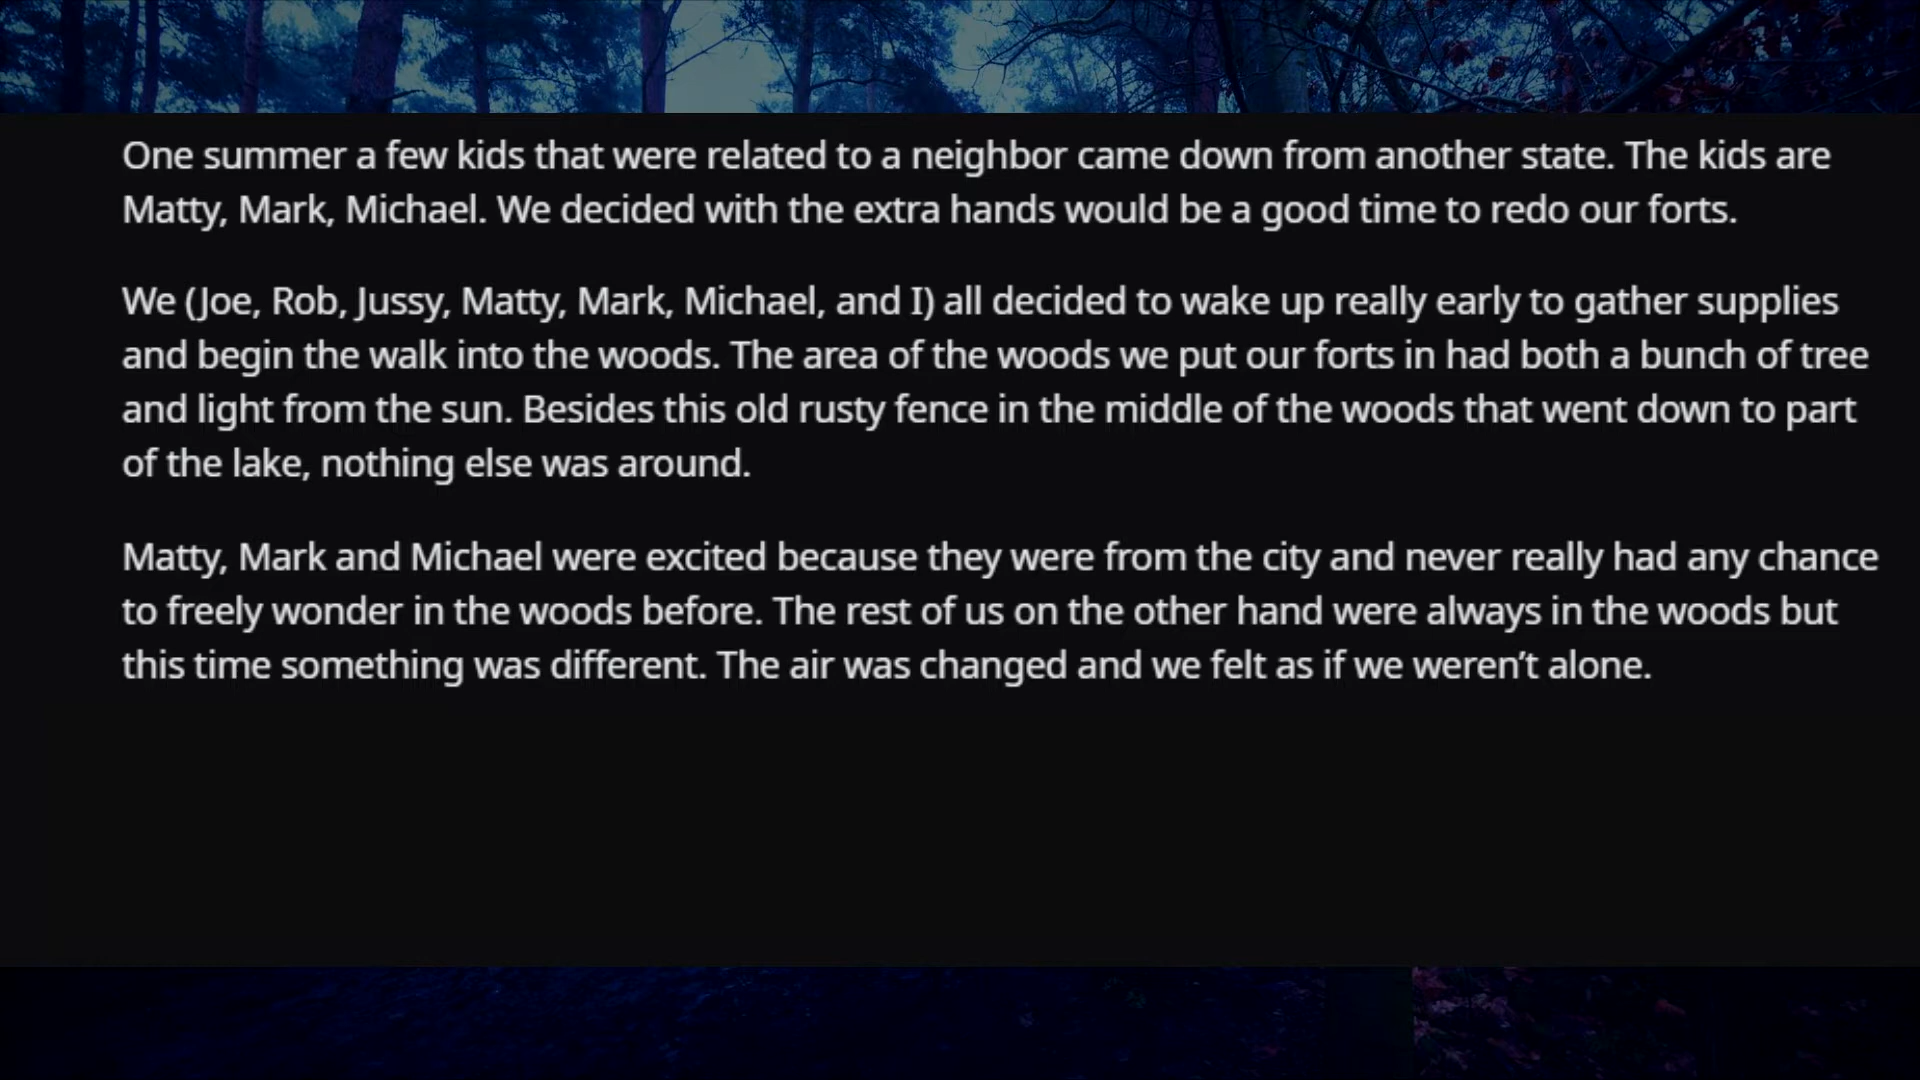 One summer a few kids that were related to a neighbor came down from another state. The kids are
Matty, Mark, Michael. We decided with the extra hands would be a good time to redo our forts.
We (Joe, Rob, Jussy, Matty, Mark, Michael, and I) all decided to wake up really early to gather supplies
and begin the walk into the woods. The area of the woods we put our forts in had both a bunch of tree
and light from the sun. Besides this old rusty fence in the middle of the woods that went down to part
of the lake, nothing else was around.
Matty, Mark and Michael were excited because they were from the city and never really had any chance
to freely wonder in the woods before. The rest of us on the other hand were always in the woods but
this time something was different. The air was changed and we felt as if we weren’t alone.